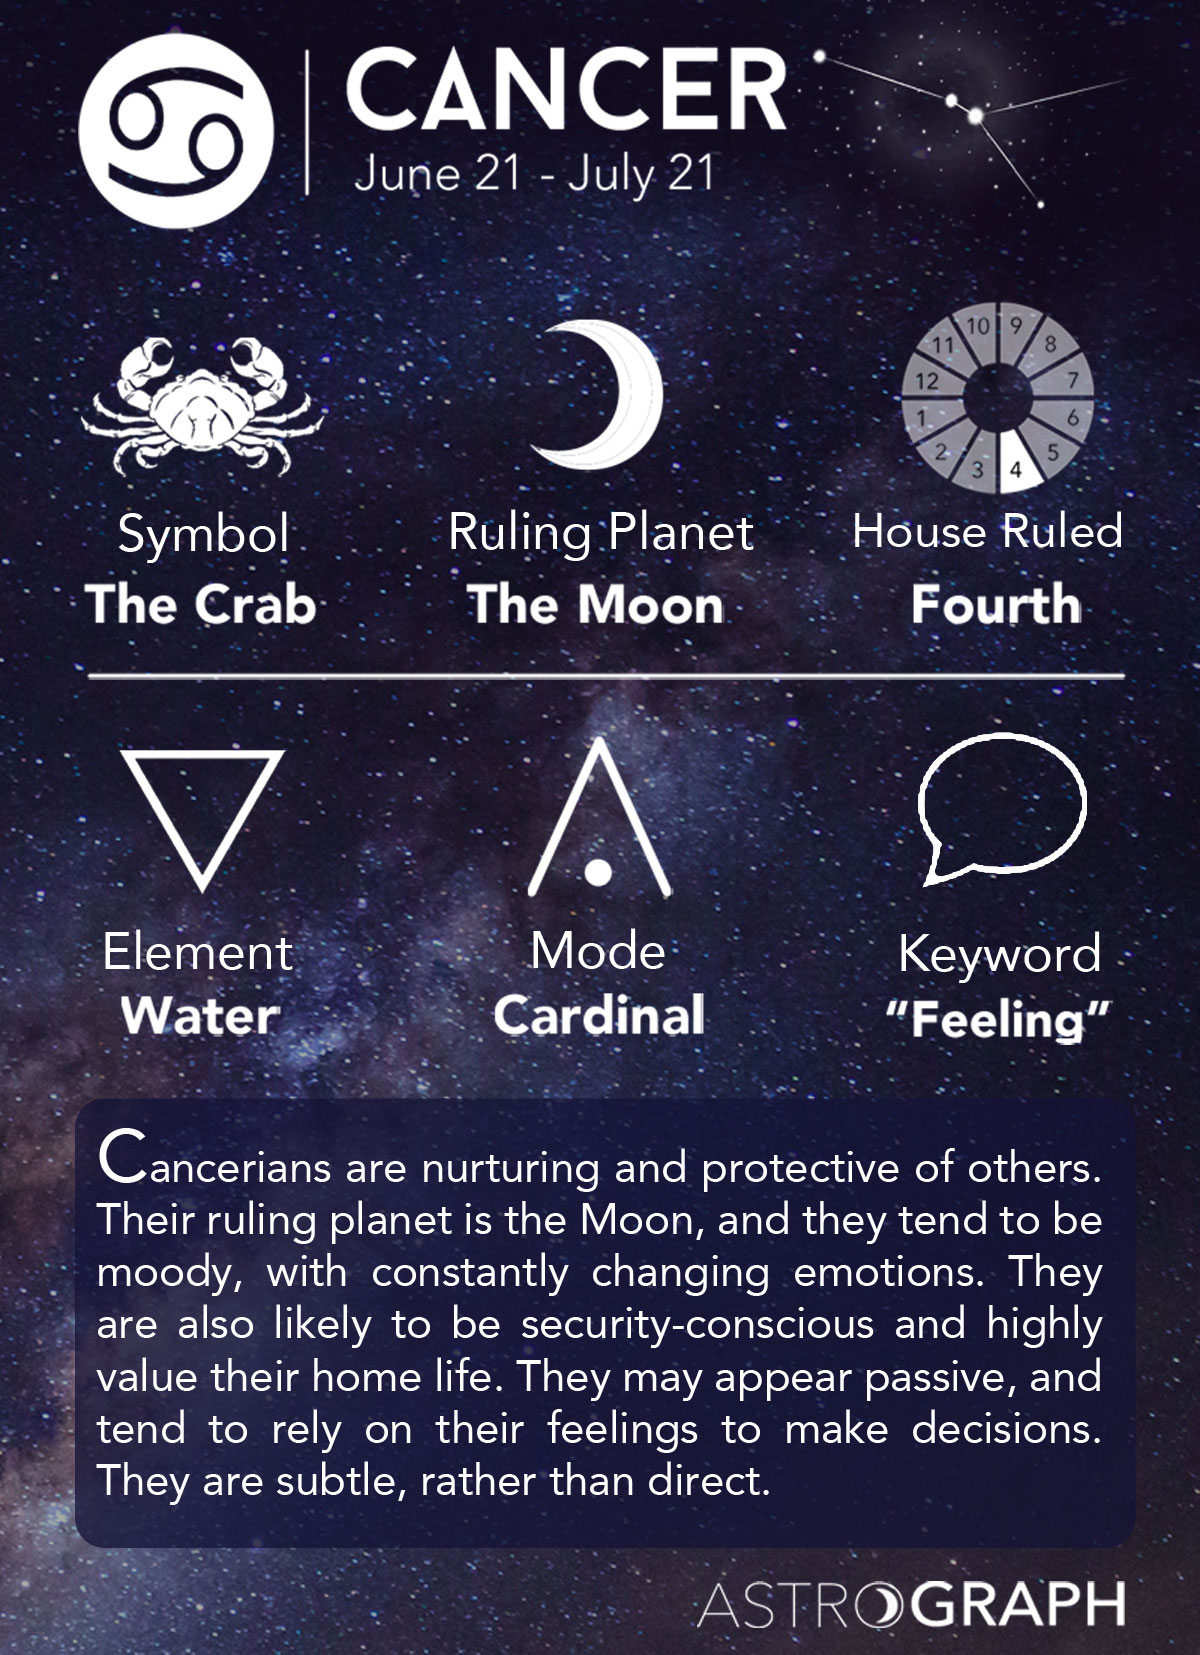 CANCER
June 21 - July 21
10 9
11 8
12 7
1 6
2 5
3 4
Symbol
The Crab
Ruling Planet
The Moon
House Ruled
Fourth
Element
Water
Mode
Cardinal
Keyword
“Feeling”
Cancerians are nurturing and protective of others.
Their ruling planet is the Moon, and they tend to be
moody, with constantly changing emotions. They
are also likely to be security-conscious and highly
value their home life. They may appear passive, and
tend to rely on their feelings to make decisions.
They are subtle, rather than direct.
ASTROGRAPH